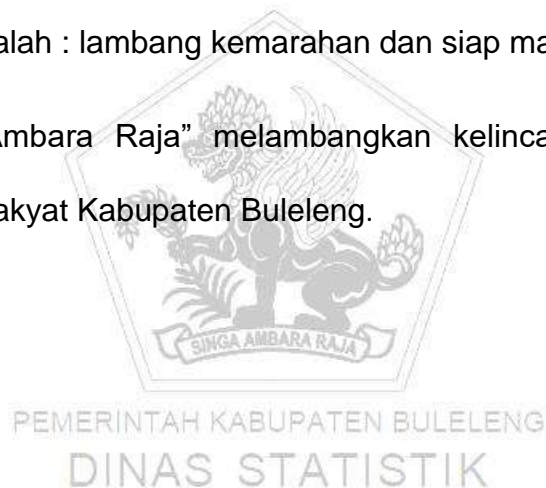 alah : lambang kemarahan dan siap ma
mbara Raja” melambangkan kelinca
akyat Kabupaten Buleleng.
SINGA AMBARA RAJA
PEMERINTAH KABUPATEN BULELENG
DINAS STATISTIK